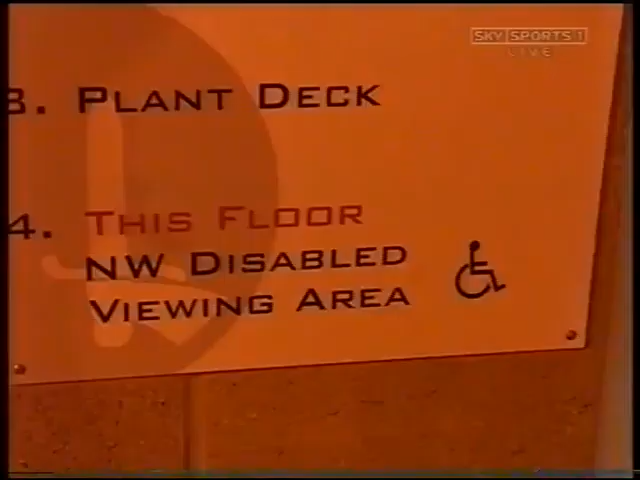 SKY SPORTS 1
LIVE
3. PLANT DECK
4. THIS FLOOR
NW DISABLED
VIEWING AREA